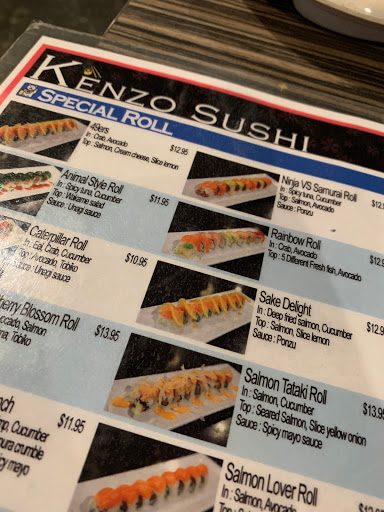 KENZO SUSHI
SPECIAL ROLL
49ers
In : Crab, Avocado
Top : Salmon, Cream cheese, Slice lemon
$12.95
Animal Style Roll
In : Spicy tuna, Cucumber
Top : Wakame salad
Sauce : Unagi sauce
$11.95
Caterpillar Roll
In : Eel, Crab, Cucumber
Top : Avocado, Tobiko
Sauce : Unagi sauce
$10.95
Cherry Blossom Roll
Avocado, Salmon
Tuna, Tobiko
$13.95
Cucumber
crumble
mayo
$11.95
Ninja VS Samurai Roll
In : Spicy tuna, Cucumber
Top : Salmon, Avocado
Sauce : Ponzu
Rainbow Roll
In : Crab, Avocado
Top : 5 Different Fresh fish, Avocado
Sake Delight
In : Deep fried salmon, Cucumber
Top : Salmon, Slice lemon
Sauce : Ponzu
Salmon Tataki Roll
In : Salmon, Cucumber
Top : Seared Salmon, Slice yellow onion
Sauce : Spicy mayo sauce
$13.95
Salmon Lover Roll
In : Salmon, Avocado
Top : Salmon